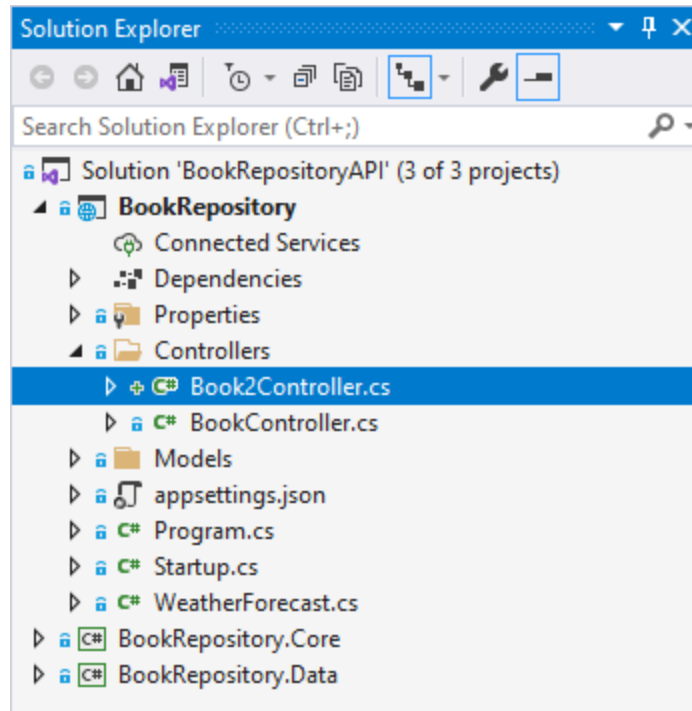 Solution Explorer
Search Solution Explorer (Ctrl+;)
Solution 'BookRepositoryAPI' (3 of 3 projects)
BookRepository
Connected Services
Dependencies
Properties
Controllers
C# Book2Controller.cs
C# BookController.cs
Models
appsettings.json
C# Program.cs
C# Startup.cs
C# WeatherForecast.cs
C# BookRepository.Core
C# BookRepository.Data